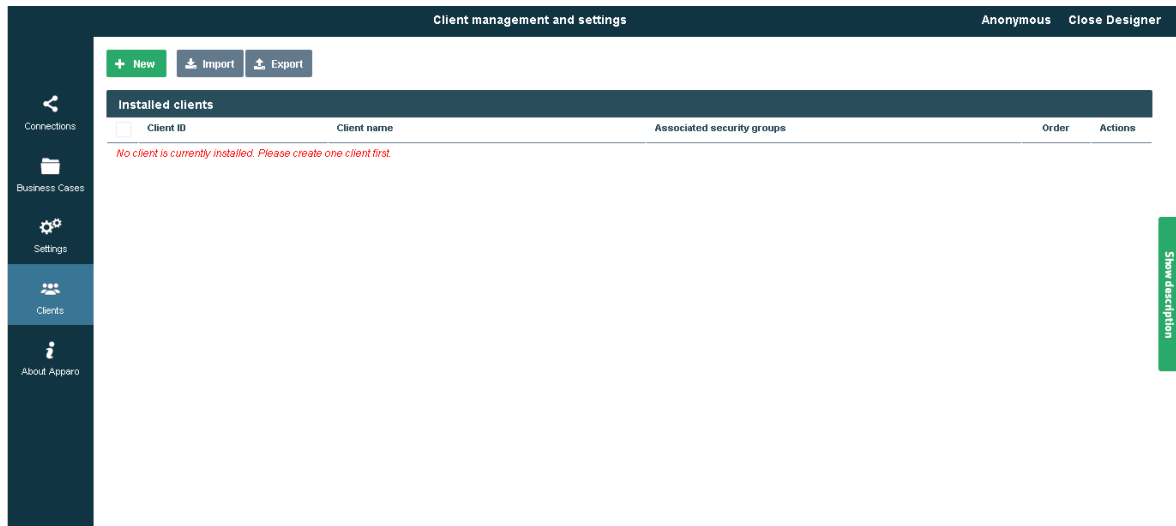 Client management and settings
Anonymous Close Designer
New Import Export
Installed clients
Client ID Client name Associated security groups Order Actions
No client is currently installed. Please create one client first.
Connections
Business Cases
Settings
Clients
About Apparo
Show description